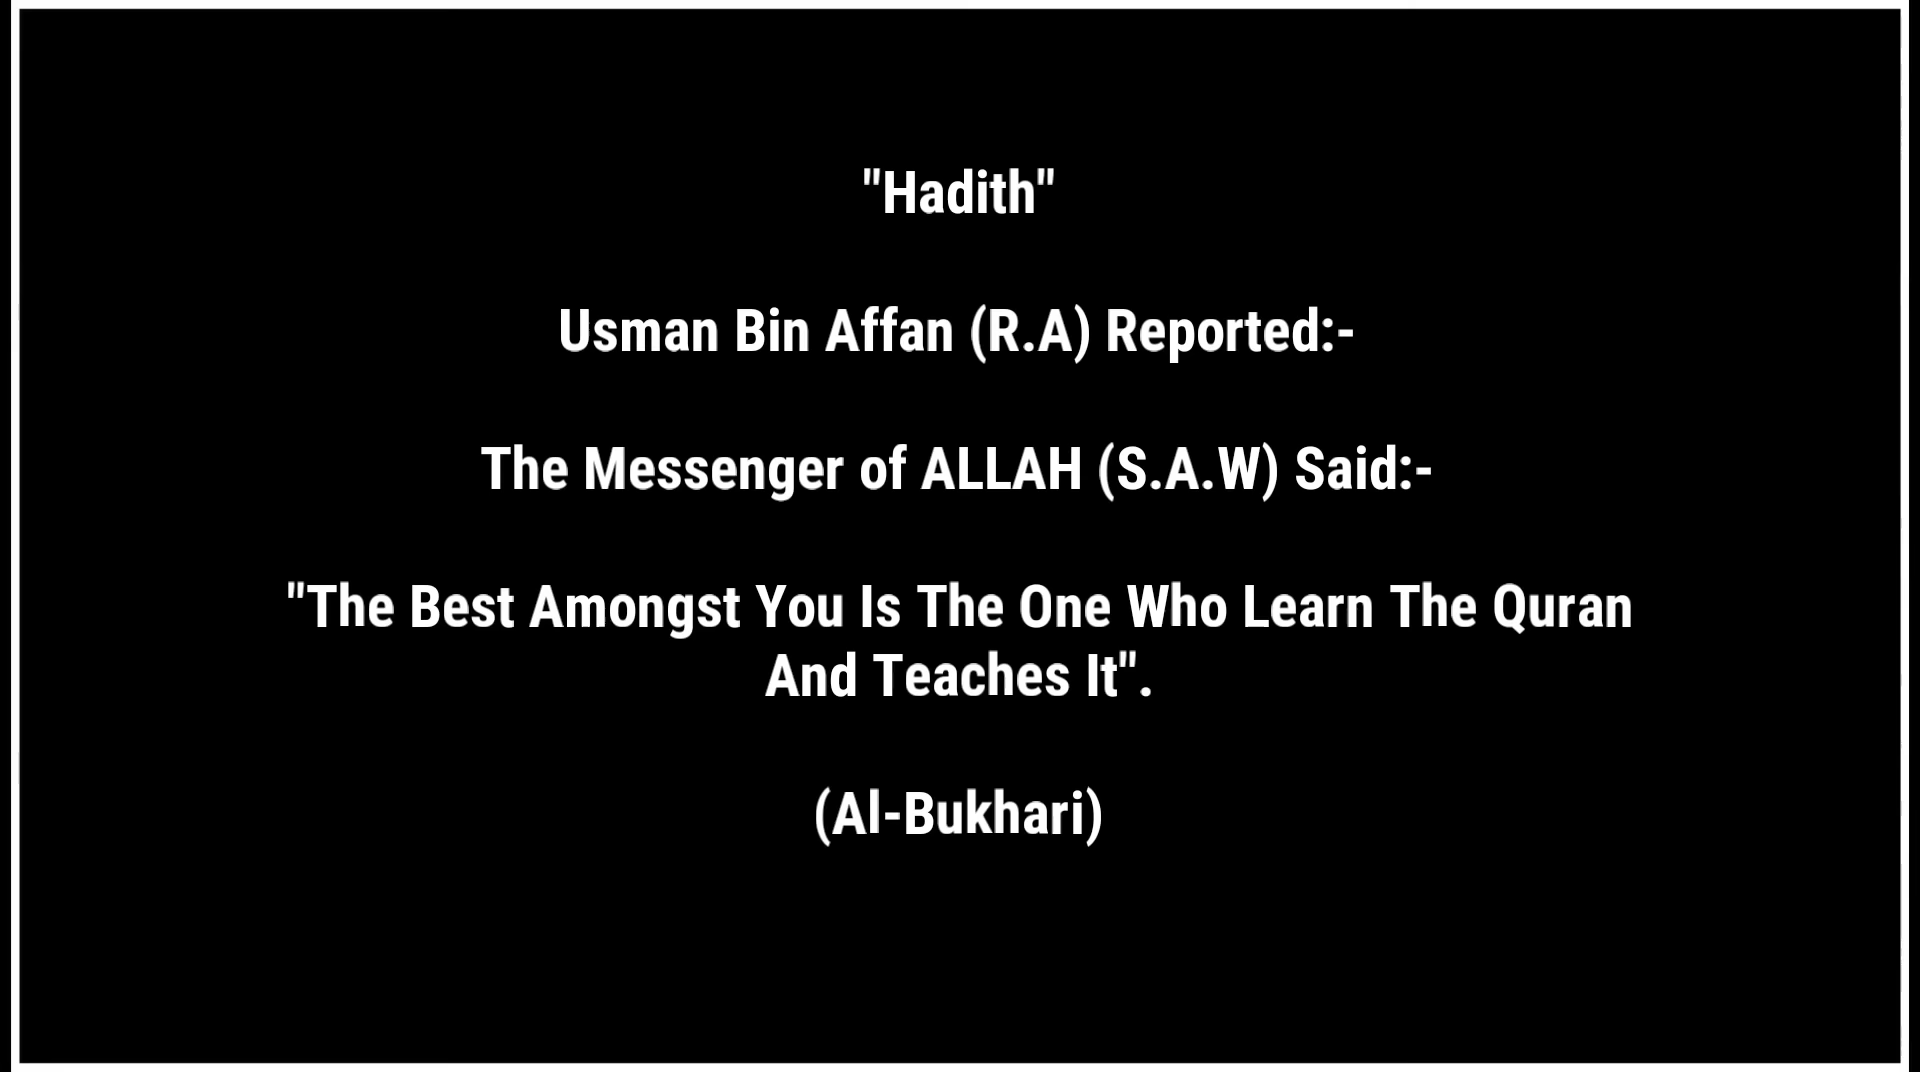 "Hadith"
Usman Bin Affan (R.A) Reported:-
The Messenger of ALLAH (S.A.W) Said:-
"The Best Amongst You Is The One Who Learn The Quran
And Teaches It".
(Al-Bukhari)